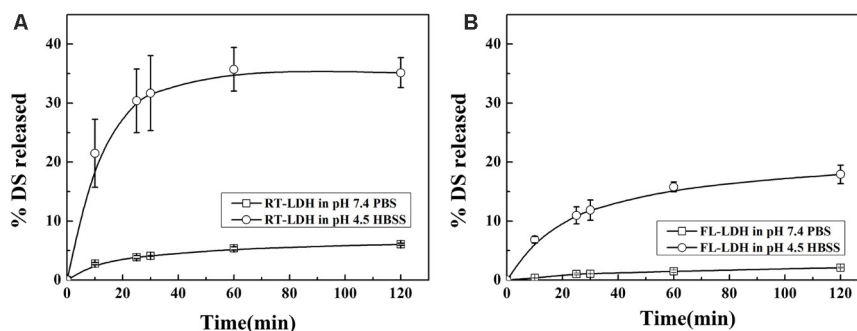 A
% DS released
40
30
20
10
0
RT-LDH in pH 7.4 PBS
RT-LDH in pH 4.5 HBSS
0 20 40 60 80 100 120
Time(min)
B
% DS released
40
30
20
10
0
FL-LDH in pH 7.4 PBS
FL-LDH in pH 4.5 HBSS
0 20 40 60 80 100 120
Time(min)